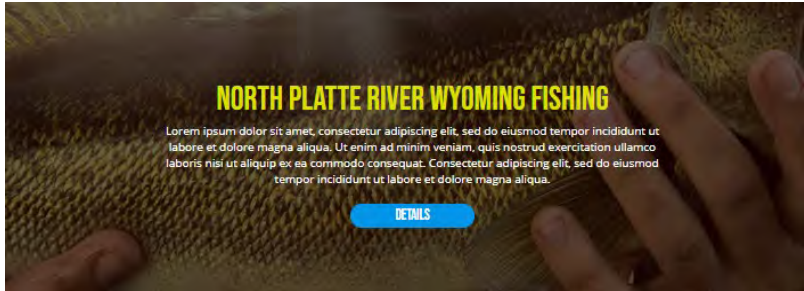 NORTH PLATTE RIVER WYOMING FISHING
Lorem ipsum dolor sit amet, consectetur adipiscing elit, sed do eiusmod tempor incididunt ut
labore et dolore magna aliqua. Ut enim ad minim veniam, quis nostrud exercitation ullamco
laboris nisi ut aliquip ex ea commodo consequat. Consectetur adipiscing elit, sed do eiusmod
tempor incididunt ut labore et dolore magna aliqua.
DETAILS